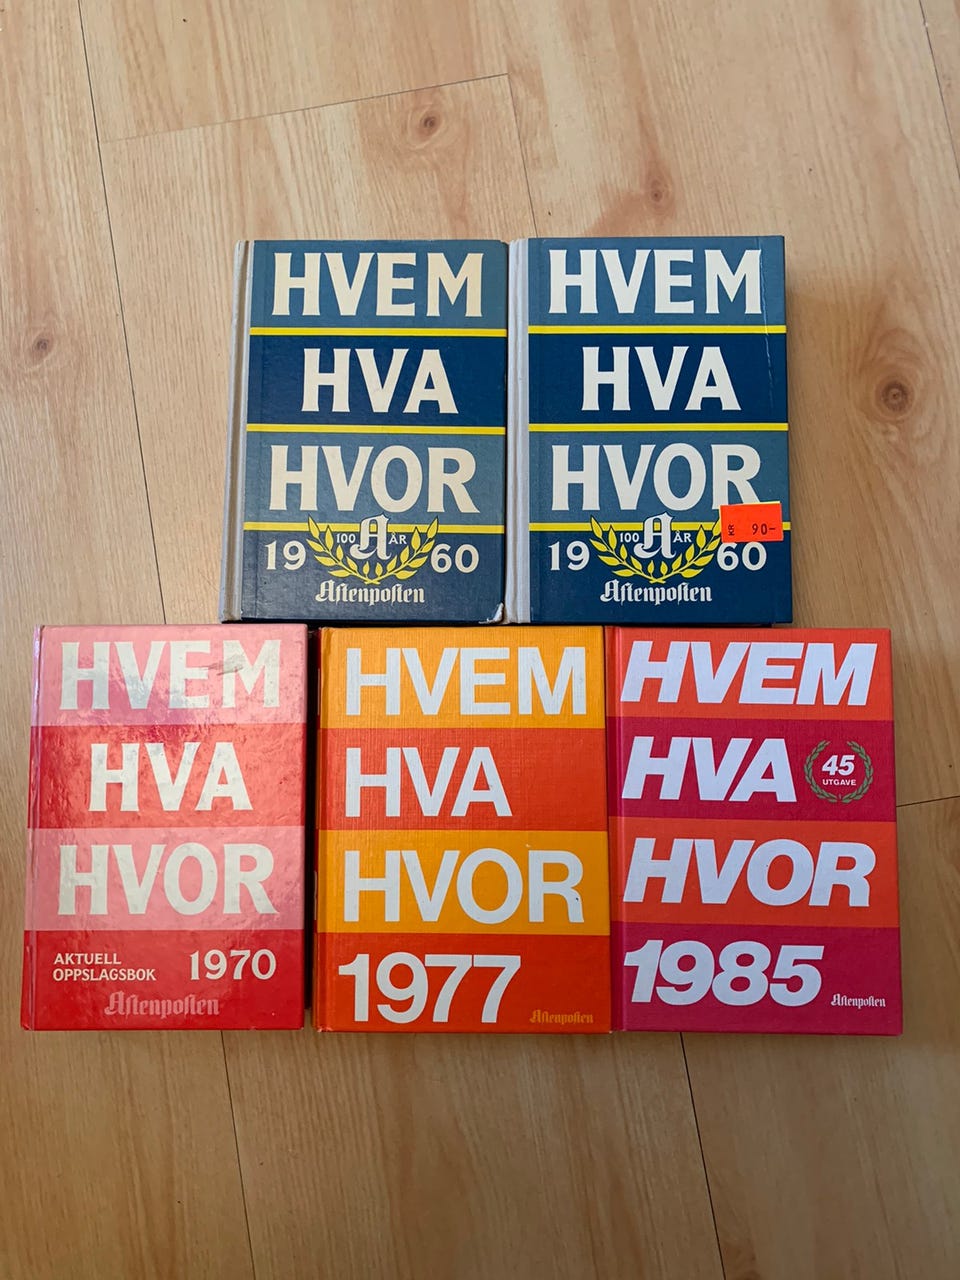 HVEM
HVA
HVOR
100 A ÅR
19 60
Aftenposten
HVEM
HVA
HVOR
KR 90-
100 A ÅR
19 60
Aftenposten
HVEM
HVA
HVOR
AKTUELL
OPPSLAGSBOK 1970
Aftenposten
HVEM
HVA
HVOR
1977
Aftenposten
HVEM
HVA
45
UTGAVE
HVOR
1985
Aftenposten